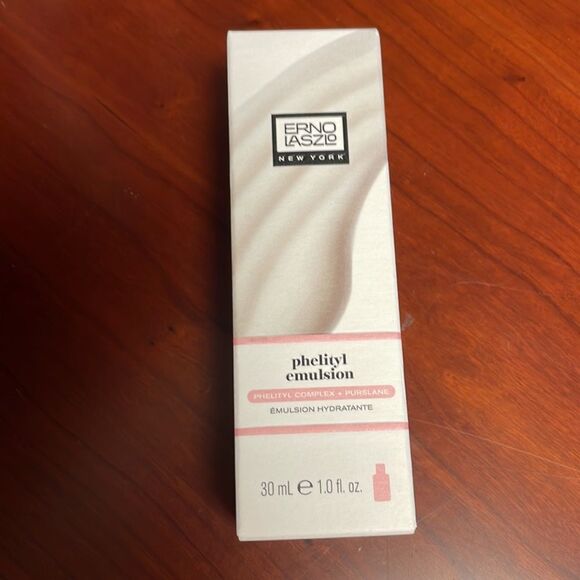 ERNO
LASZLO
NEW YORK
phelityl
emulsion
PHELITYL COMPLEX + PURSLANE
ÉMULSION HYDRATANTE
30 mL ℮ 1.0 fl. oz.